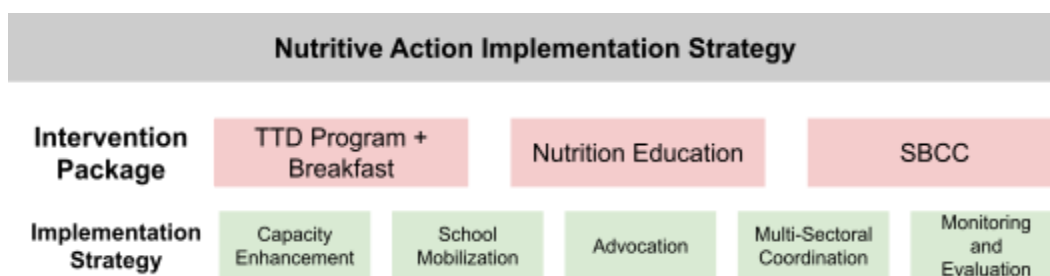 Nutritive Action Implementation Strategy
Intervention
Package
TTD Program +
Breakfast
Nutrition Education
SBCC
Implementation
Strategy
Capacity
Enhancement
School
Mobilization
Advocation
Multi-Sectoral
Coordination
Monitoring
and
Evaluation